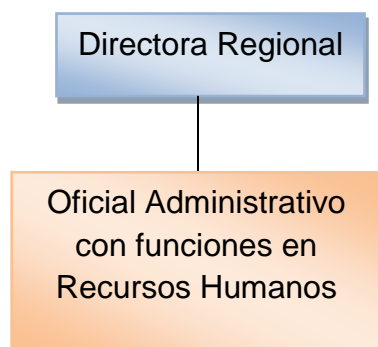 Directora Regional
Oficial Administrativo
con funciones en
Recursos Humanos